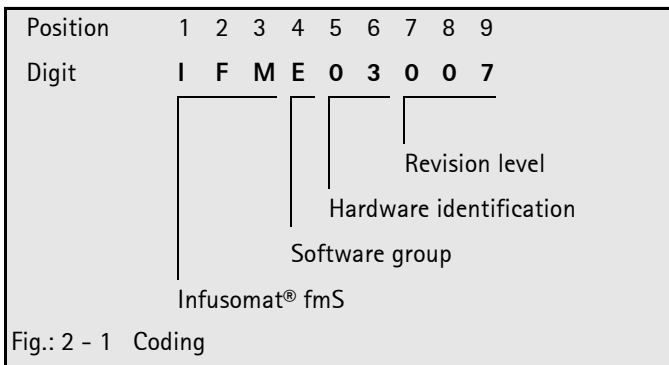 Position 1 2 3 4 5 6 7 8 9
Digit I F M E 0 3 0 0 7
Revision level
Hardware identification
Software group
Infusomat® fmS
Fig.: 2 - 1 Coding